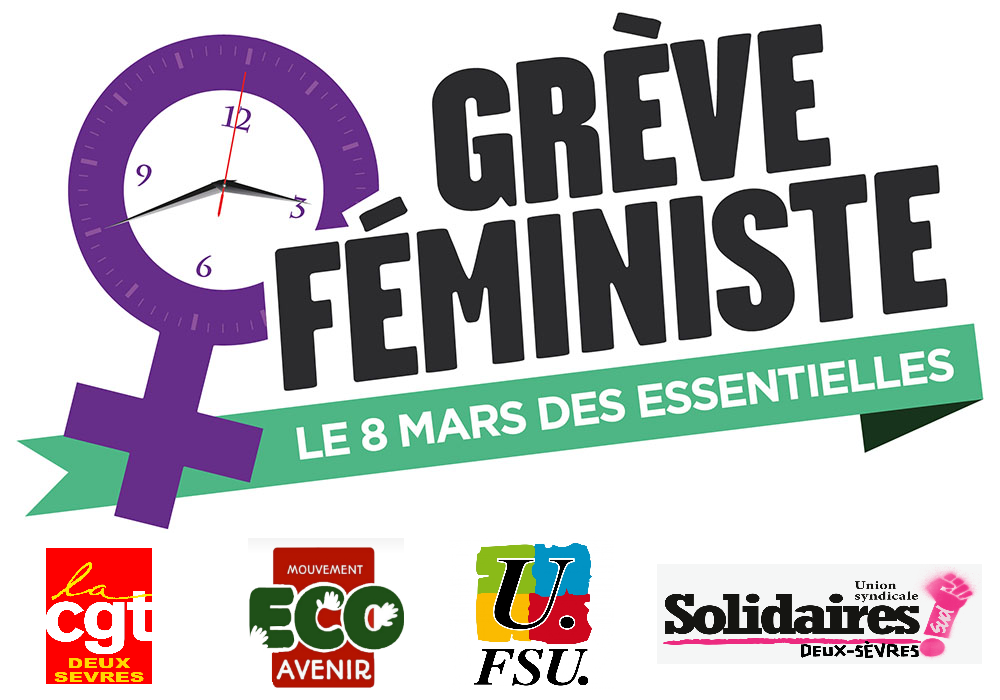 GRÈVE
FÉMINISTE
LE 8 MARS DES ESSENTIELLES
12
9
3
6
la
cgt
DEUX
SEVRES
MOUVEMENT
ECO
AVENIR
U.
FSU.
Union
syndicale
Solidaires
sud
DEUX-SÈVRES